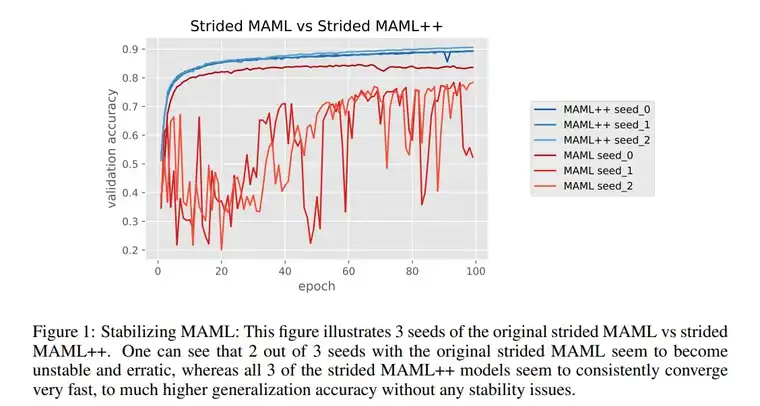 Strided MAML vs Strided MAML++
0.9
0.8
0.7
0.6
0.5
0.4
0.3
0.2
validation accuracy
0 20 40 60 80 100
epoch
MAML++ seed_0
MAML++ seed_1
MAML++ seed_2
MAML seed_0
MAML seed_1
MAML seed_2
Figure 1: Stabilizing MAML: This figure illustrates 3 seeds of the original strided MAML vs strided
MAML++. One can see that 2 out of 3 seeds with the original strided MAML seem to become
unstable and erratic, whereas all 3 of the strided MAML++ models seem to consistently converge
very fast, to much higher generalization accuracy without any stability issues.